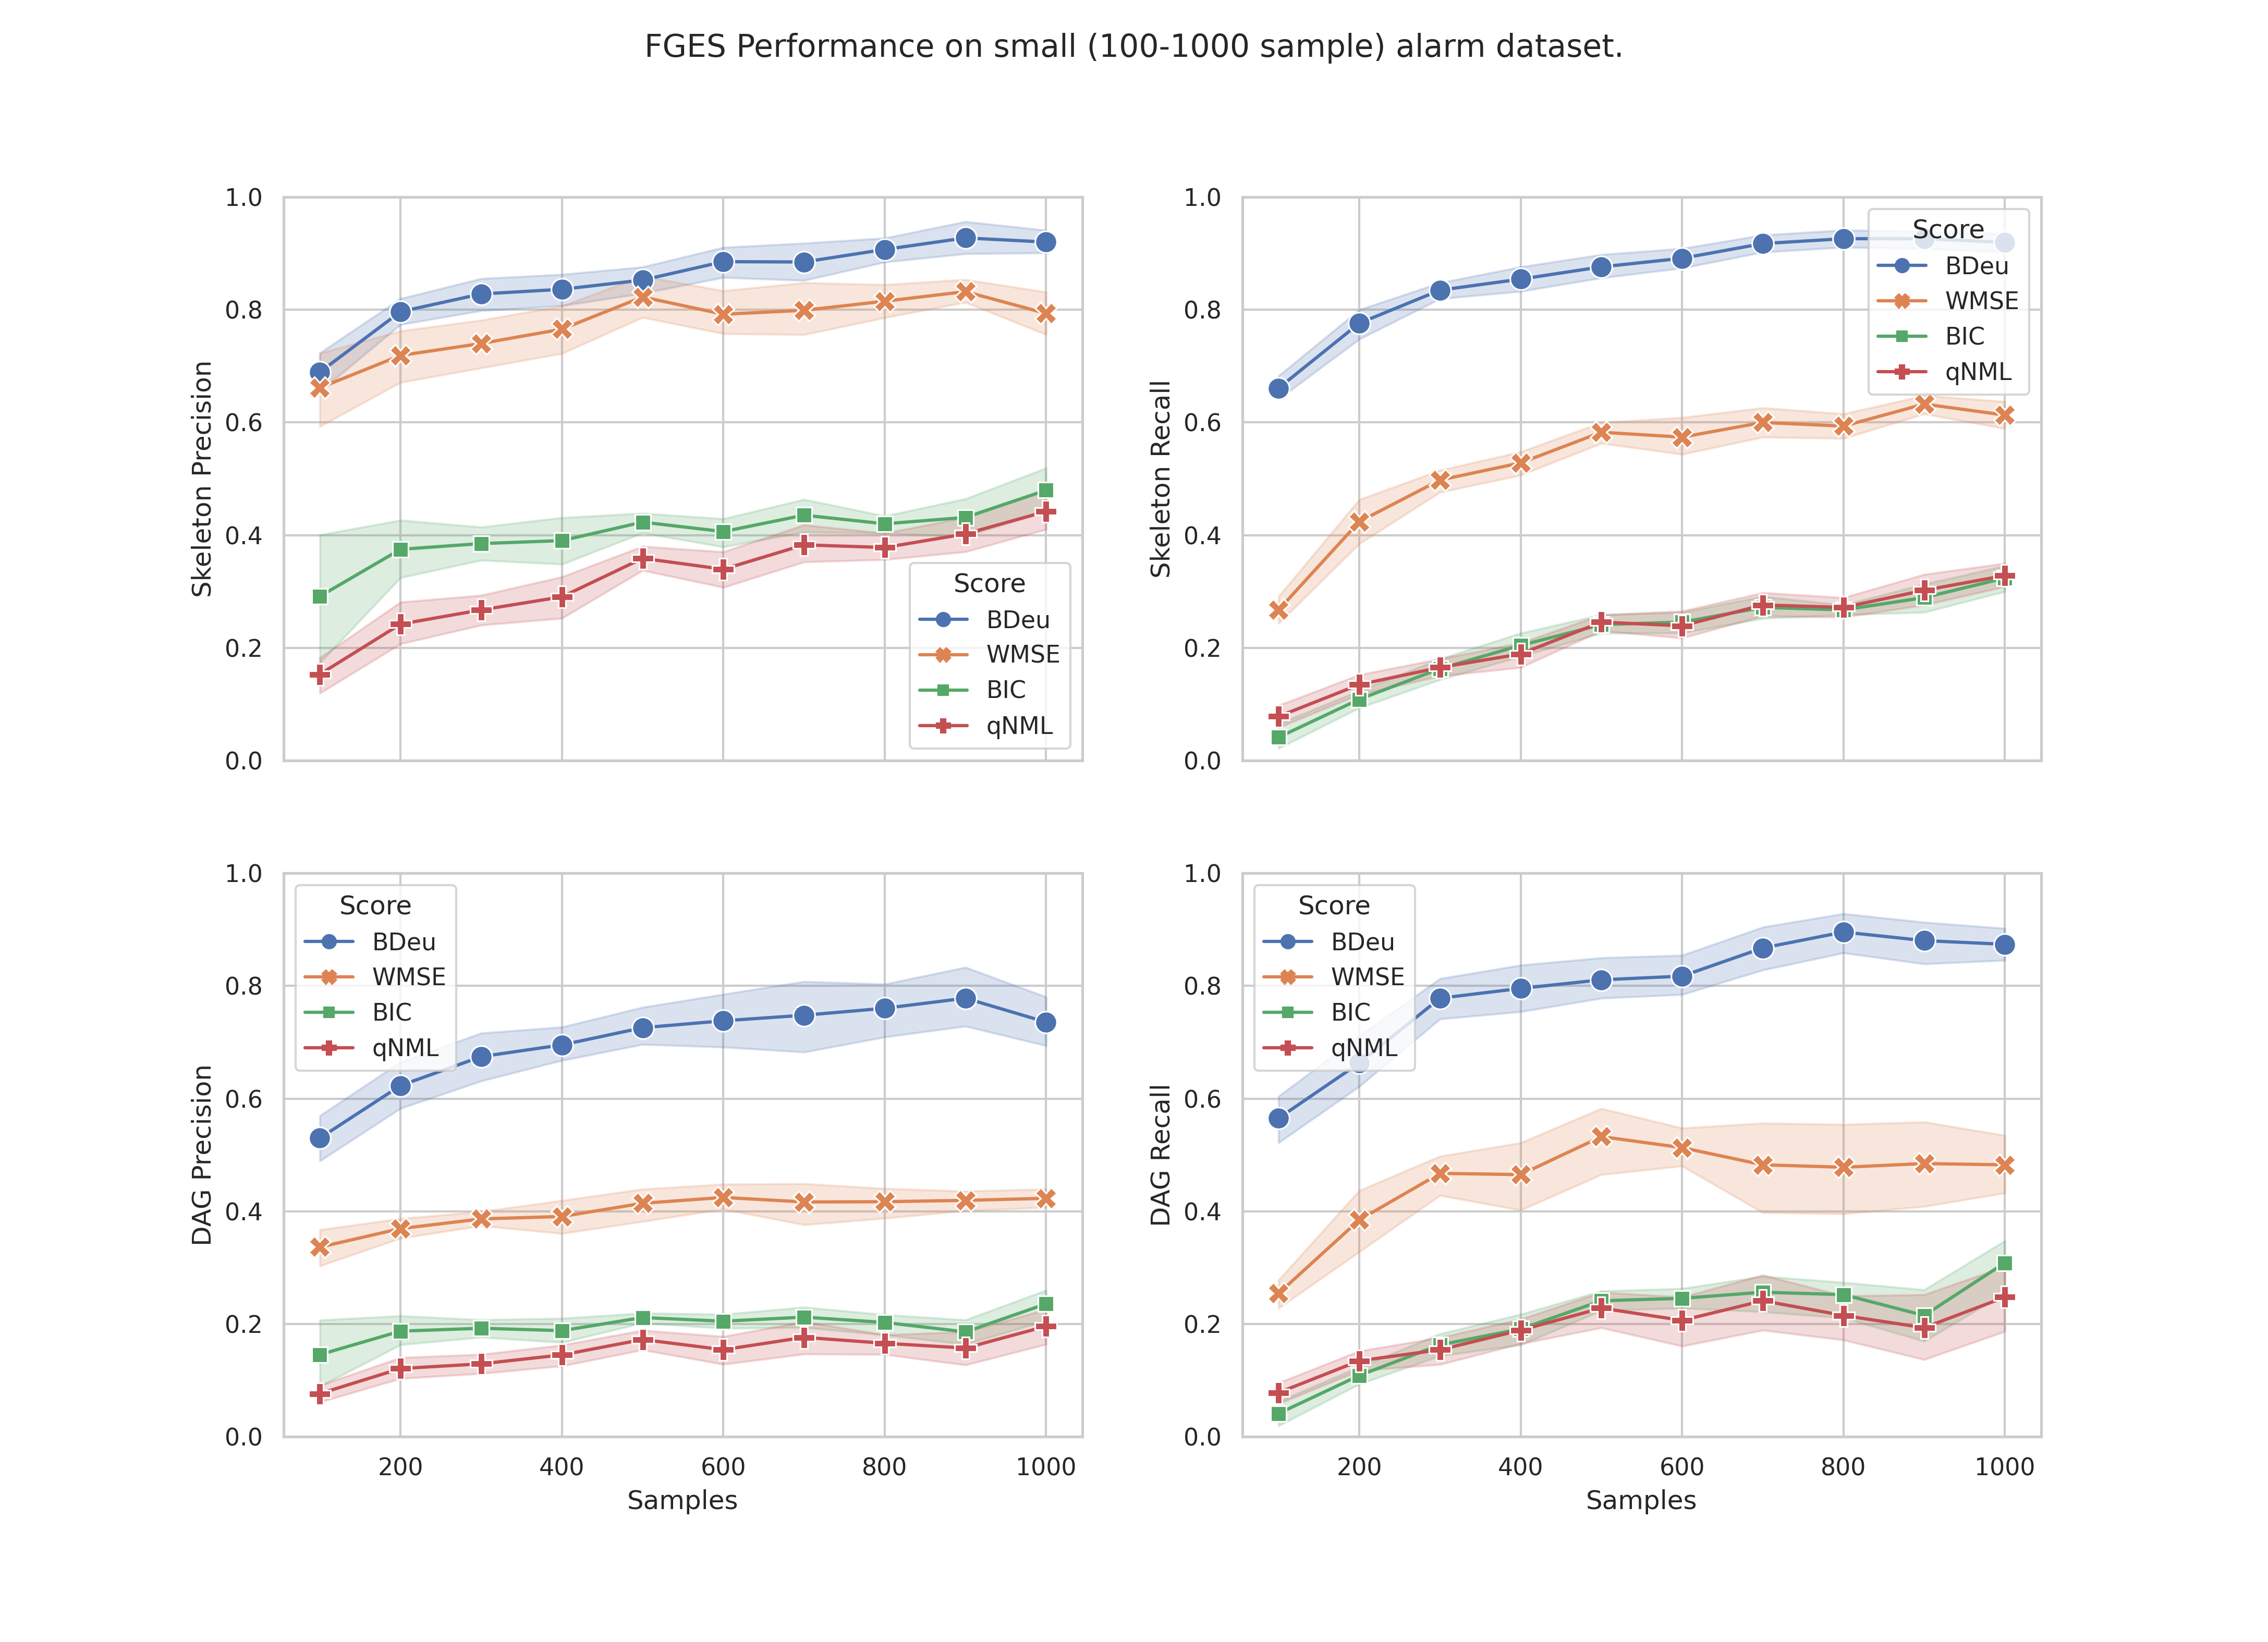 FGES Performance on small (100-1000 sample) alarm dataset.
Skeleton Precision
1.0
0.8
0.6
0.4
0.2
0.0
Score
BDeu
WMSE
BIC
qNML
Skeleton Recall
1.0
0.8
0.6
0.4
0.2
0.0
Score
BDeu
WMSE
BIC
qNML
DAG Precision
1.0
0.8
0.6
0.4
0.2
0.0
Score
BDeu
WMSE
BIC
qNML
200 400 600 800 1000
Samples
DAG Recall
1.0
0.8
0.6
0.4
0.2
0.0
Score
BDeu
WMSE
BIC
qNML
200 400 600 800 1000
Samples